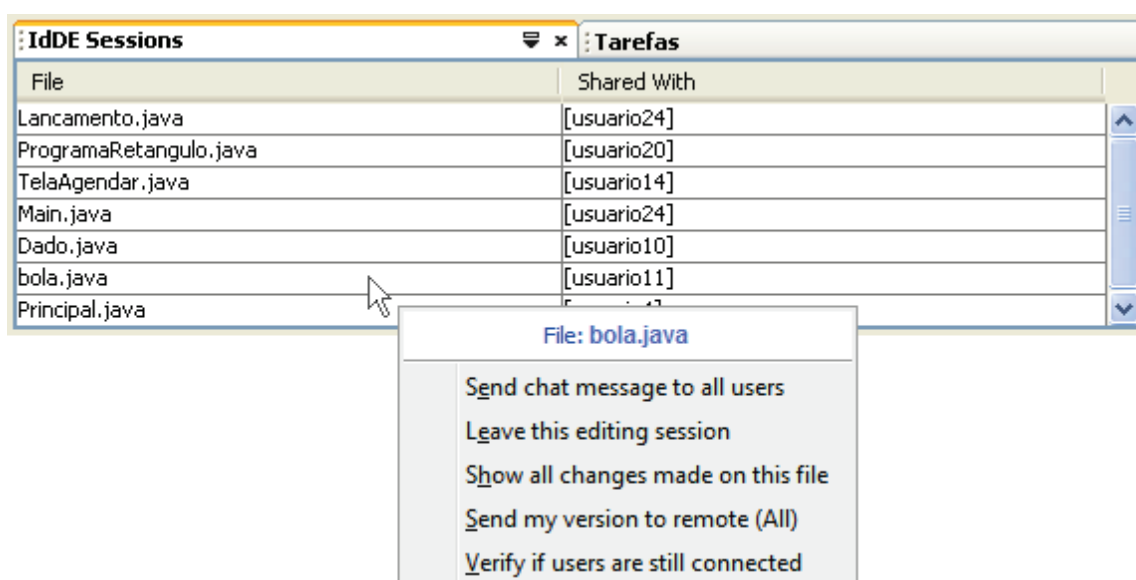 IdDE Sessions Tarefas
File Shared With
Lancamento.java [usuario24]
ProgramaRetangulo.java [usuario20]
TelaAgendar.java [usuario14]
Main.java [usuario24]
Dado.java [usuario10]
bola.java [usuario11]
Principal.java
File: bola.java
Send chat message to all users
Leave this editing session
Show all changes made on this file
Send my version to remote (All)
Verify if users are still connected